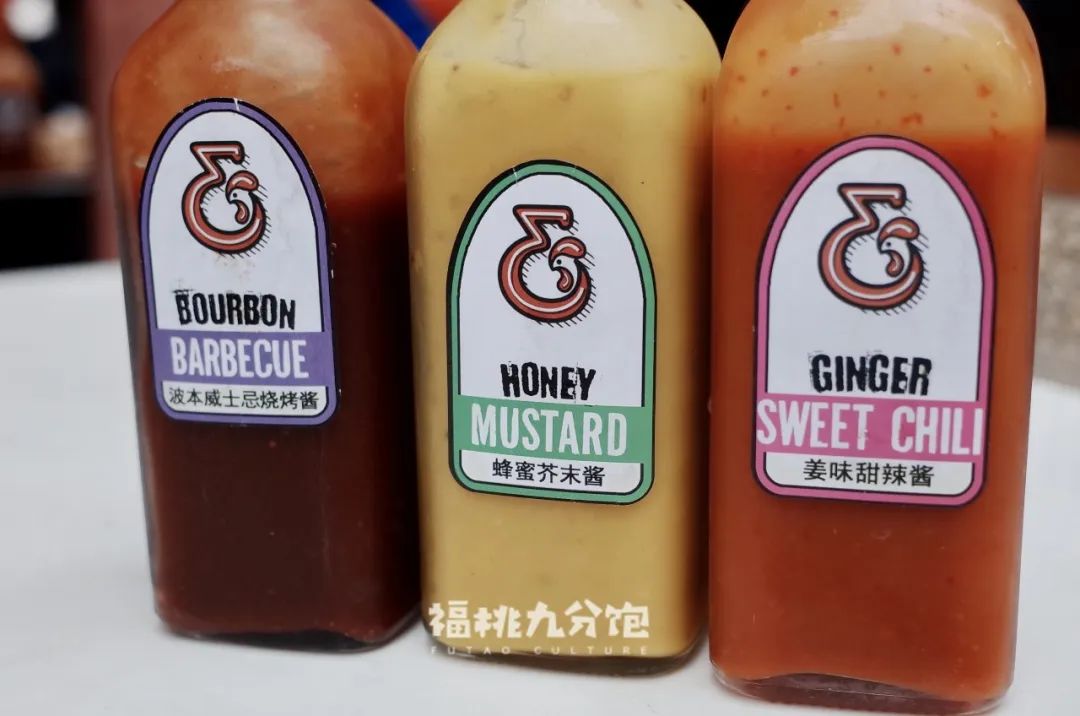 BOURBON
BARBECUE
波本威士忌烧烤酱
HONEY
MUSTARD
蜂蜜芥末酱
GINGER
SWEET CHILI
姜味甜辣酱
福桃九分饱
FUTAO CULTURE